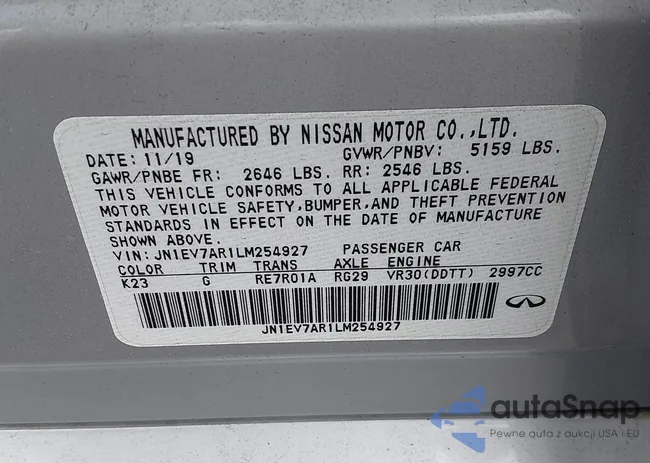 MANUFACTURED BY NISSAN MOTOR CO.,LTD.
DATE: 11/19 GVWR/PNBV: 5159 LBS.
GAWR/PNBE FR: 2646 LBS. RR: 2546 LBS.
THIS VEHICLE CONFORMS TO ALL APPLICABLE FEDERAL
MOTOR VEHICLE SAFETY,BUMPER,AND THEFT PREVENTION
STANDARDS IN EFFECT ON THE DATE OF MANUFACTURE
SHOWN ABOVE.
VIN: JN1EV7AR1LM254927 PASSENGER CAR
COLOR TRIM TRANS AXLE ENGINE
K23 G RE7R01A RG29 VR30(DDTT) 2997CC
JN1EV7AR1LM254927
autoSnap
Pewne auta z aukcji USA i EU